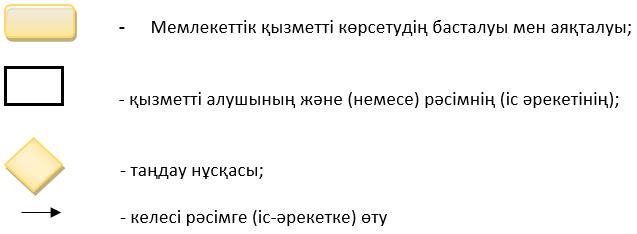 - Мемлекеттік қызметті көрсетудің басталуы мен аяқталуы;
- қызметті алушының және (немесе) рәсімнің (іс әрекетінің);
- таңдау нұсқасы;
- келесі рәсімге (іс-әрекетке) өту